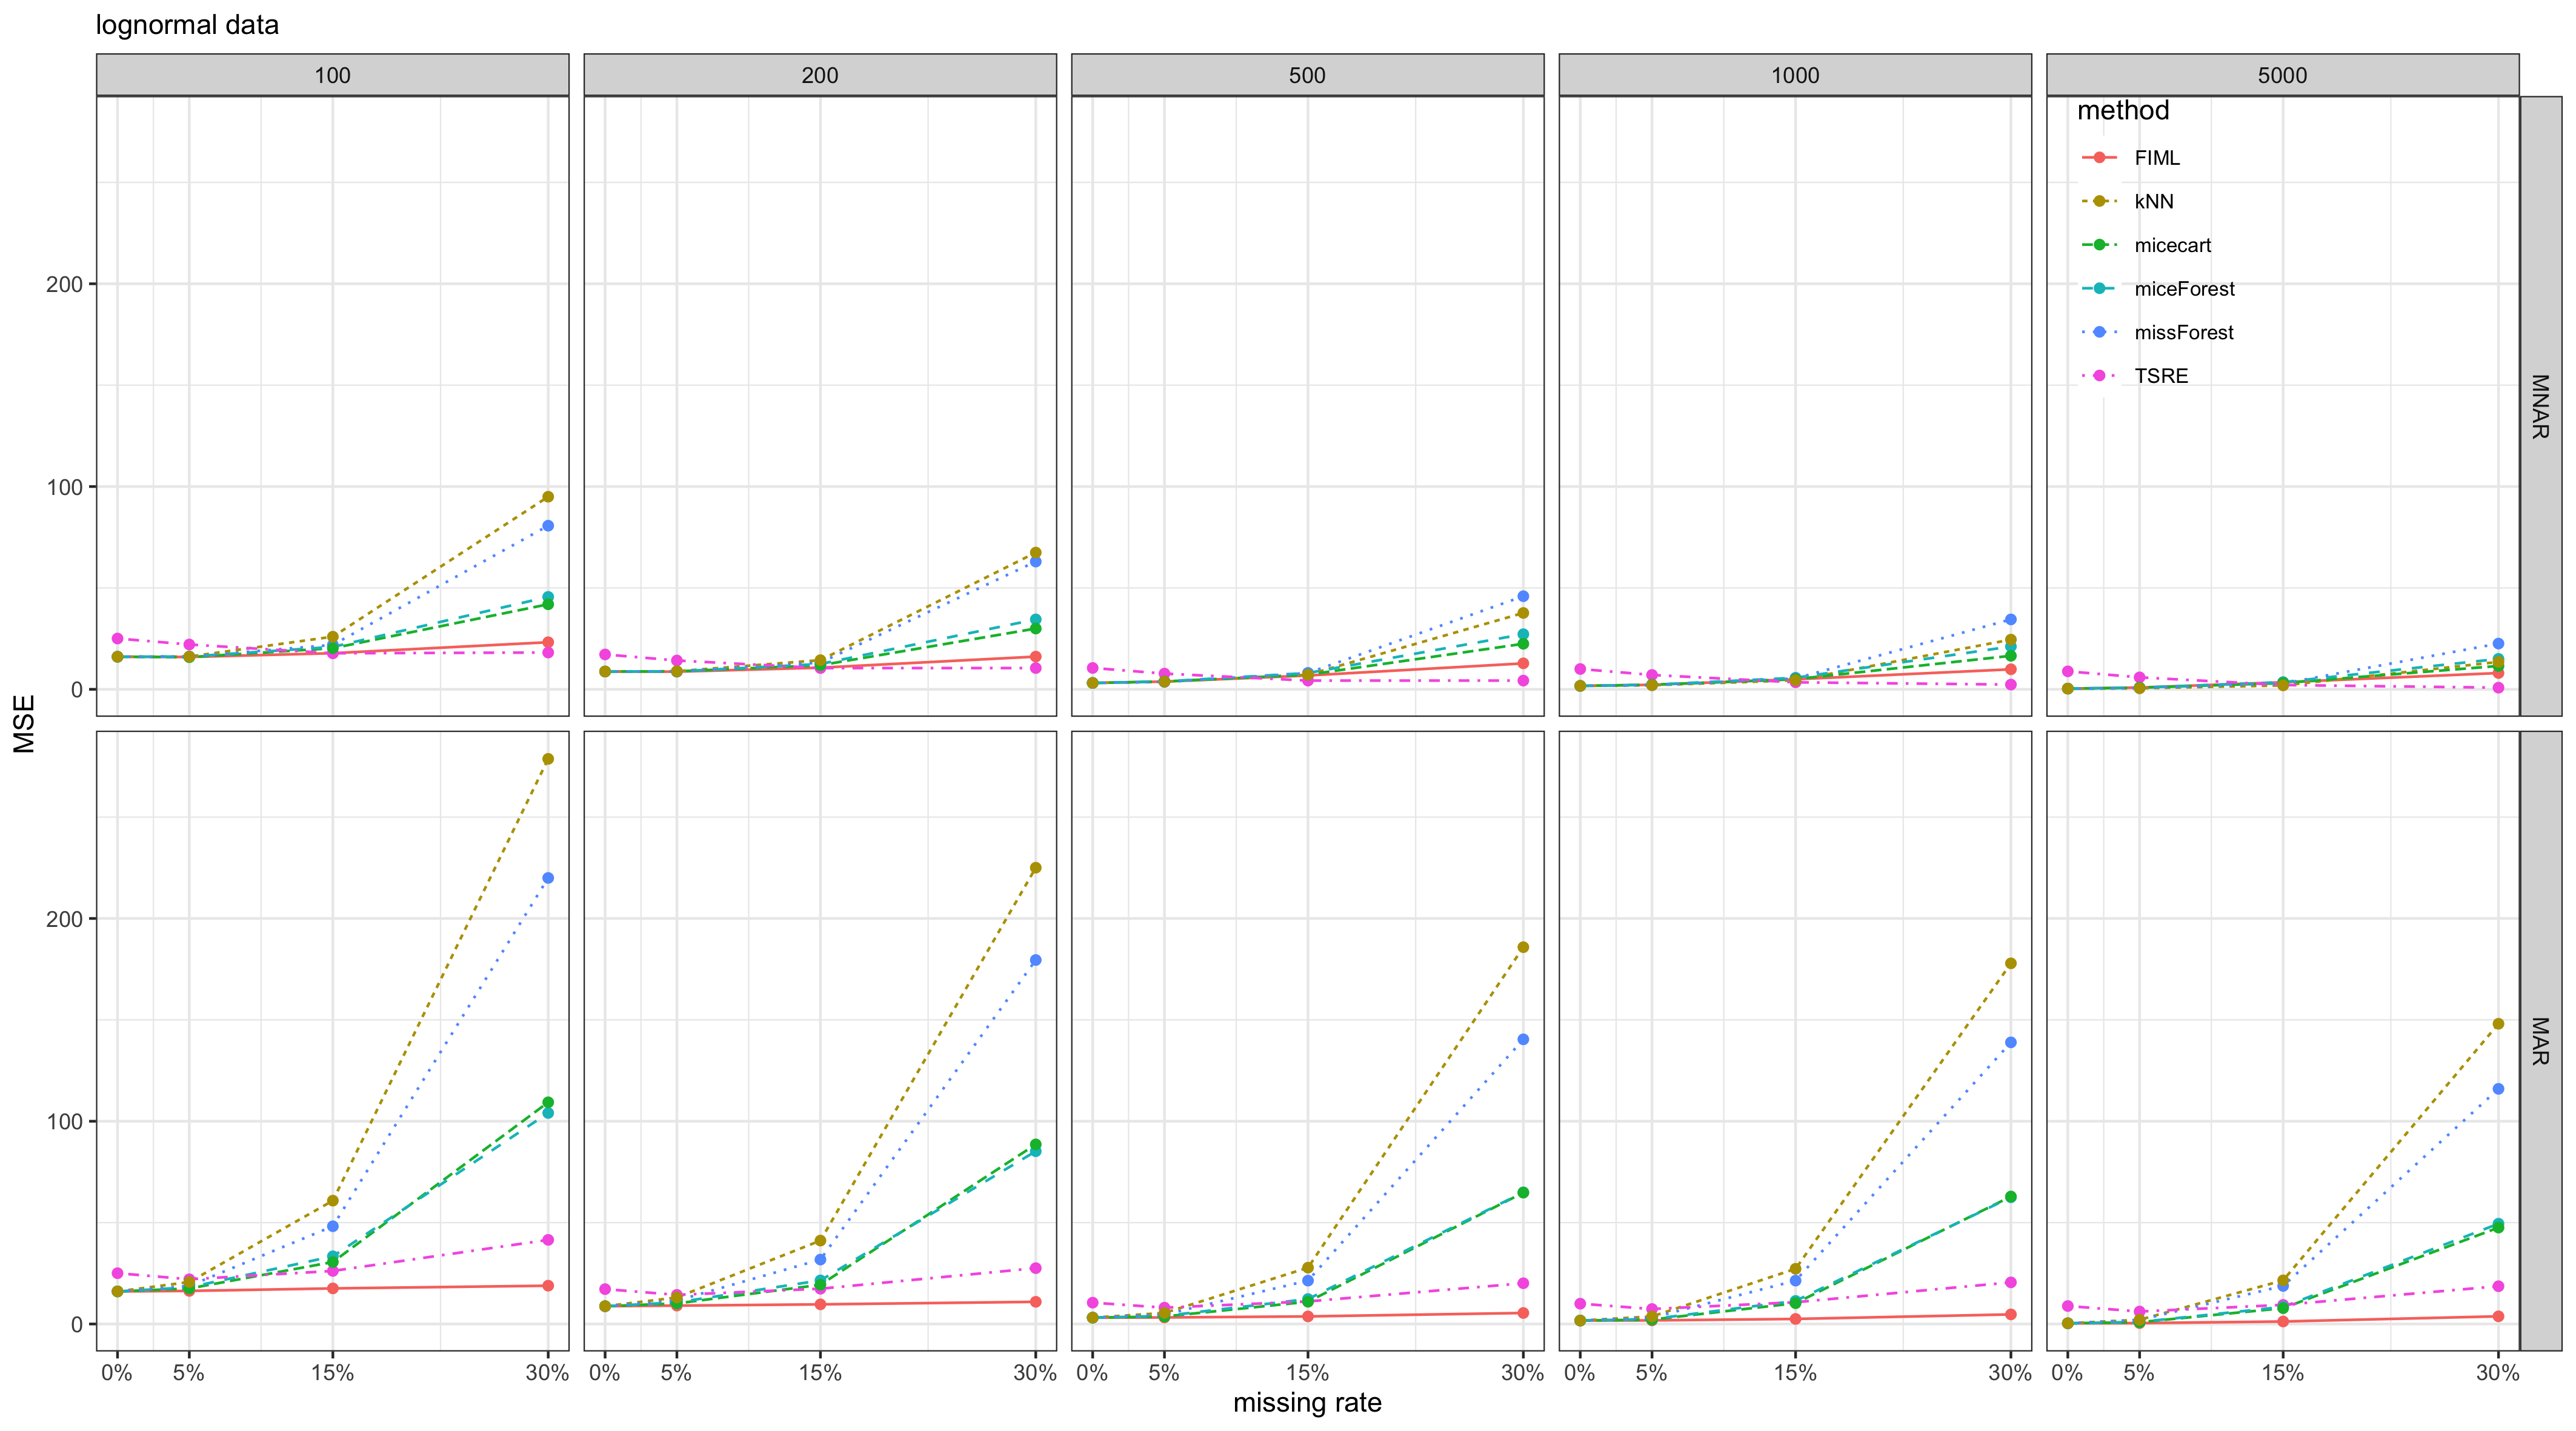 lognormal data
100 200 500 1000 5000
method
FIML
kNN
micecart
miceForest
missForest
TSRE
MNAR
200
100
0
MSE
MAR
200
100
0
0% 5% 15% 30% 0% 5% 15% 30% 0% 5% 15% 30% 0% 5% 15% 30% 0% 5% 15% 30%
missing rate